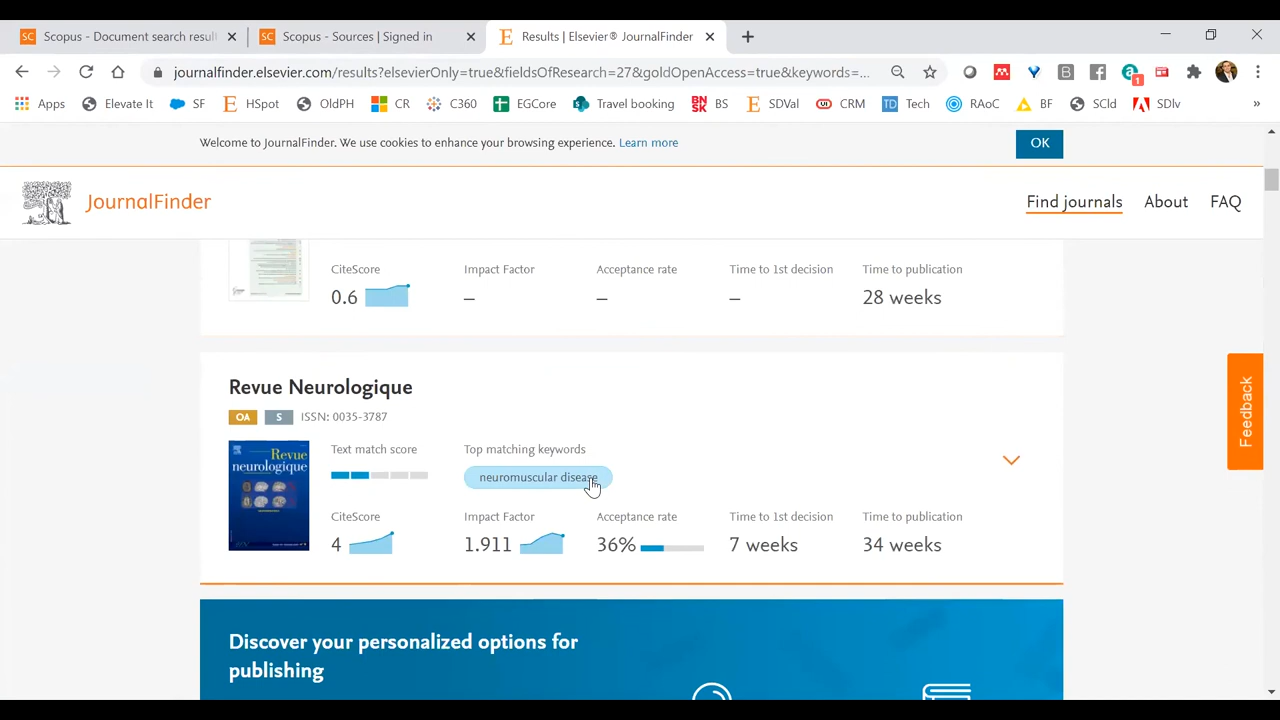 SC Scopus - Document search resul
SC Scopus - Sources | Signed in
E Results | Elsevier® JournalFinder
journalfinder.elsevier.com/results?elsevierOnly=true&fieldsOfResearch=27&goldOpenAccess=true&keywords=...
Apps Elevate It SF HSpot OldPH CR C360 EGCore Travel booking BS SDVal CRM Tech RAoC BF SCld SDlv »
Welcome to JournalFinder. We use cookies to enhance your browsing experience. Learn more
OK
JournalFinder
Find journals About FAQ
CiteScore Impact Factor Acceptance rate Time to 1st decision Time to publication
0.6 – – – 28 weeks
Revue Neurologique
OA S ISSN: 0035-3787
Text match score Top matching keywords
neuromuscular disease
Revue
neurologique
CiteScore Impact Factor Acceptance rate Time to 1st decision Time to publication
4 1.911 36% 7 weeks 34 weeks
Discover your personalized options for
publishing
Feedback